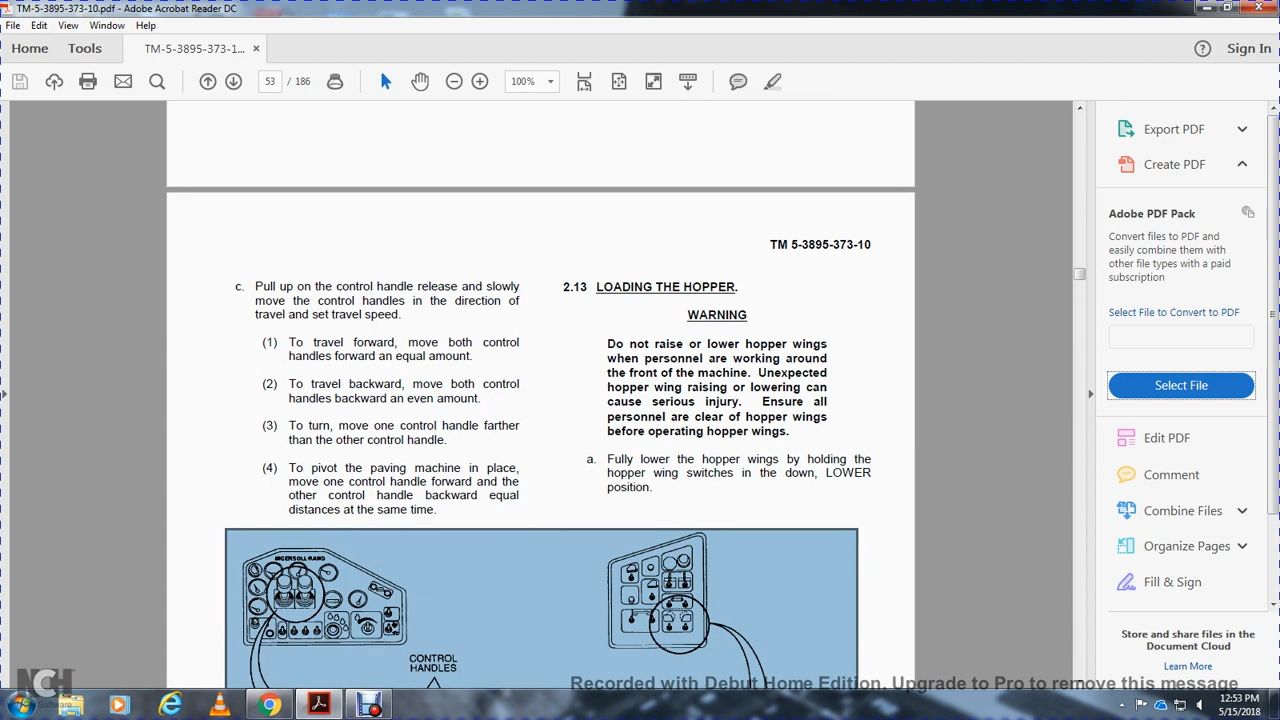 TM-5-3895-373-10.pdf - Adobe Acrobat Reader DC
File Edit View Window Help
Home Tools TM-5-3895-373-1... × Sign In
53 / 186 100%
TM 5-3895-373-10
c. Pull up on the control handle release and slowly
move the control handles in the direction of
travel and set travel speed.
(1) To travel forward, move both control
handles forward an equal amount.
(2) To travel backward, move both control
handles backward an even amount.
(3) To turn, move one control handle farther
than the other control handle.
(4) To pivot the paving machine in place,
move one control handle forward and the
other control handle backward equal
distances at the same time.
2.13 LOADING THE HOPPER.
WARNING
Do not raise or lower hopper wings
when personnel are working around
the front of the machine. Unexpected
hopper wing raising or lowering can
cause serious injury. Ensure all
personnel are clear of hopper wings
before operating hopper wings.
a. Fully lower the hopper wings by holding the
hopper wing switches in the down, LOWER
position.
INGERSOLL-RAND
CONTROL
HANDLES
Export PDF
Create PDF
Adobe PDF Pack
Convert files to PDF and
easily combine them with
other file types with a paid
subscription
Select File to Convert to PDF
Select File
Edit PDF
Comment
Combine Files
Organize Pages
Fill & Sign
Store and share files in the
Document Cloud
Learn More
NCH
Software
Recorded with Debut Home Edition. Upgrade to Pro to remove this message
12:53 PM
5/15/2018